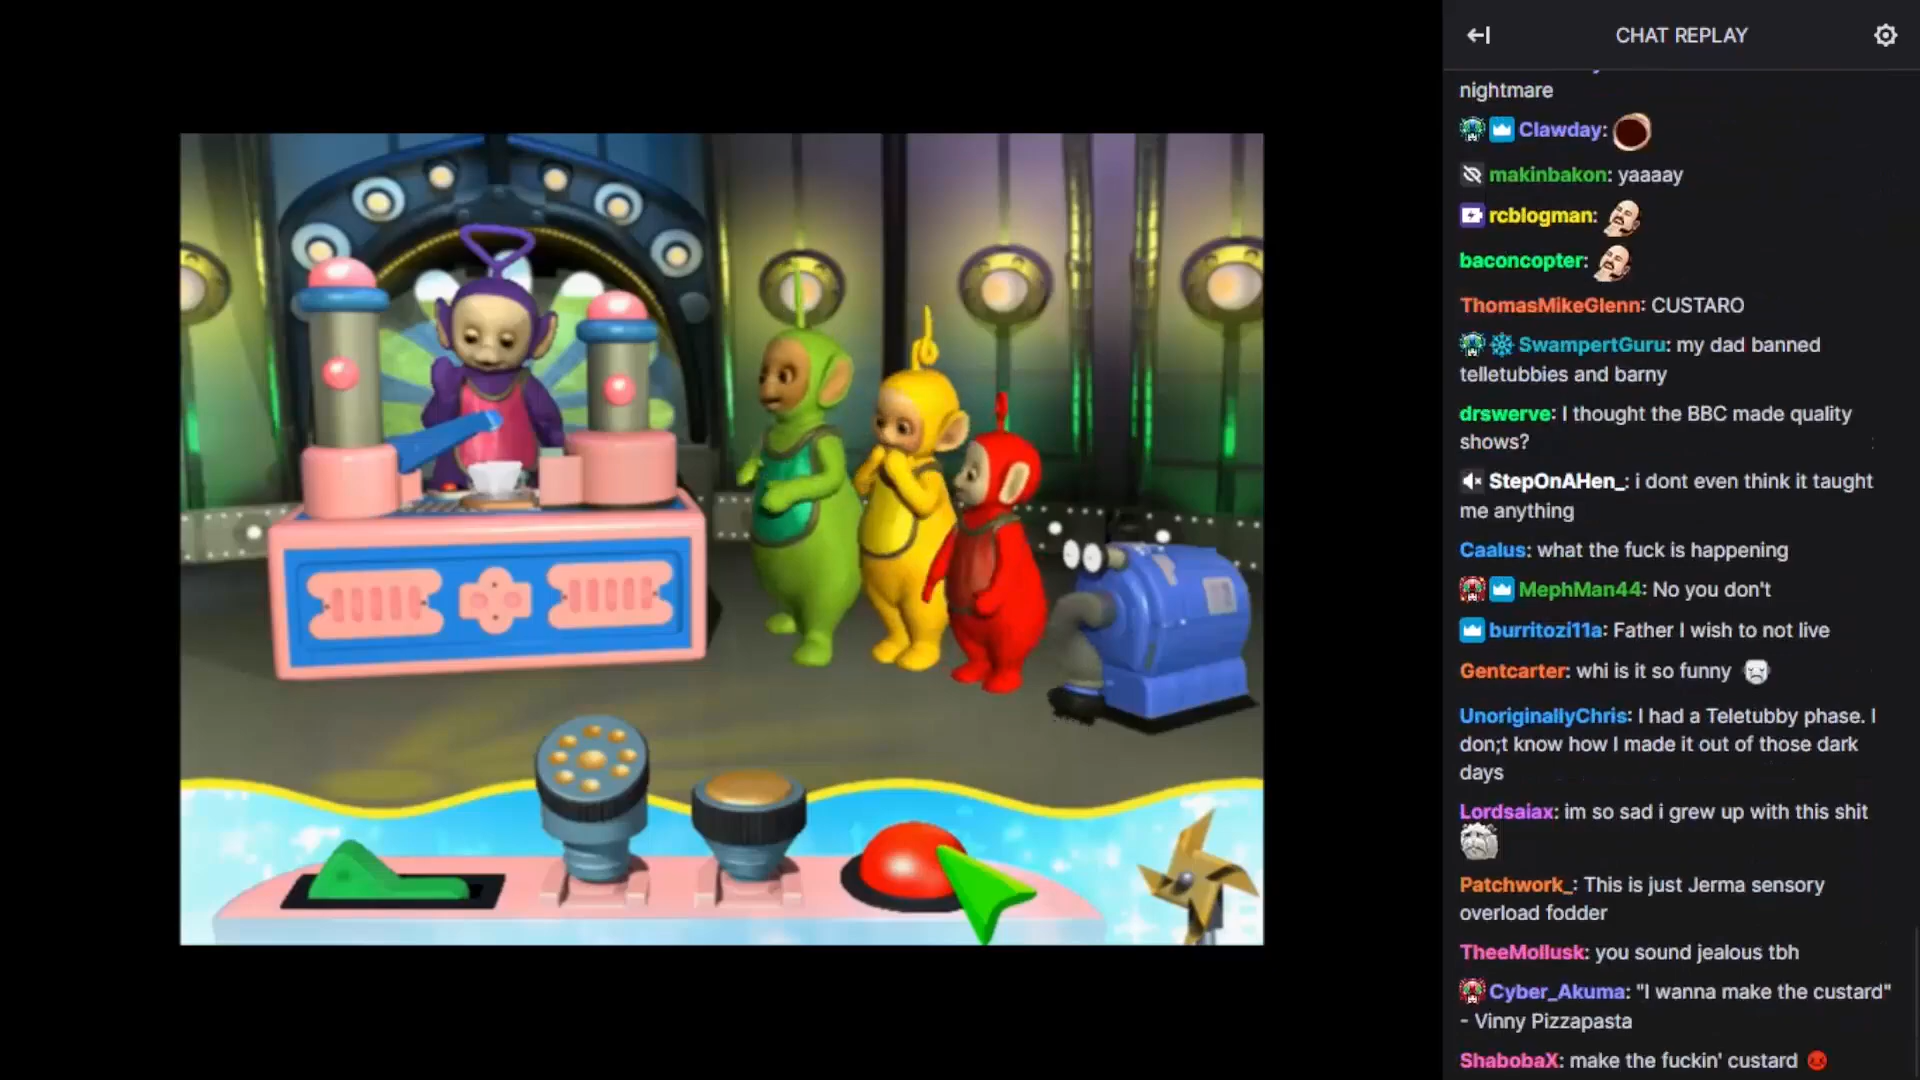 CHAT REPLAY
nightmare
Clawday:
makinbakon: yaaaay
rcblogman:
baconcopter:
ThomasMikeGlenn: CUSTARO
SwampertGuru: my dad banned
telletubbies and barny
drswerve: I thought the BBC made quality
shows?
StepOnAHen_: i dont even think it taught
me anything
Caalus: what the fuck is happening
MephMan44: No you don't
burritozi11a: Father I wish to not live
Gentcarter: whi is it so funny
UnoriginallyChris: I had a Teletubby phase. I
don;t know how I made it out of those dark
days
Lordsaiax: im so sad i grew up with this shit
Patchwork_: This is just Jerma sensory
overload fodder
TheeMollusk: you sound jealous tbh
Cyber_Akuma: "I wanna make the custard"
- Vinny Pizzapasta
ShabobaX: make the fuckin' custard